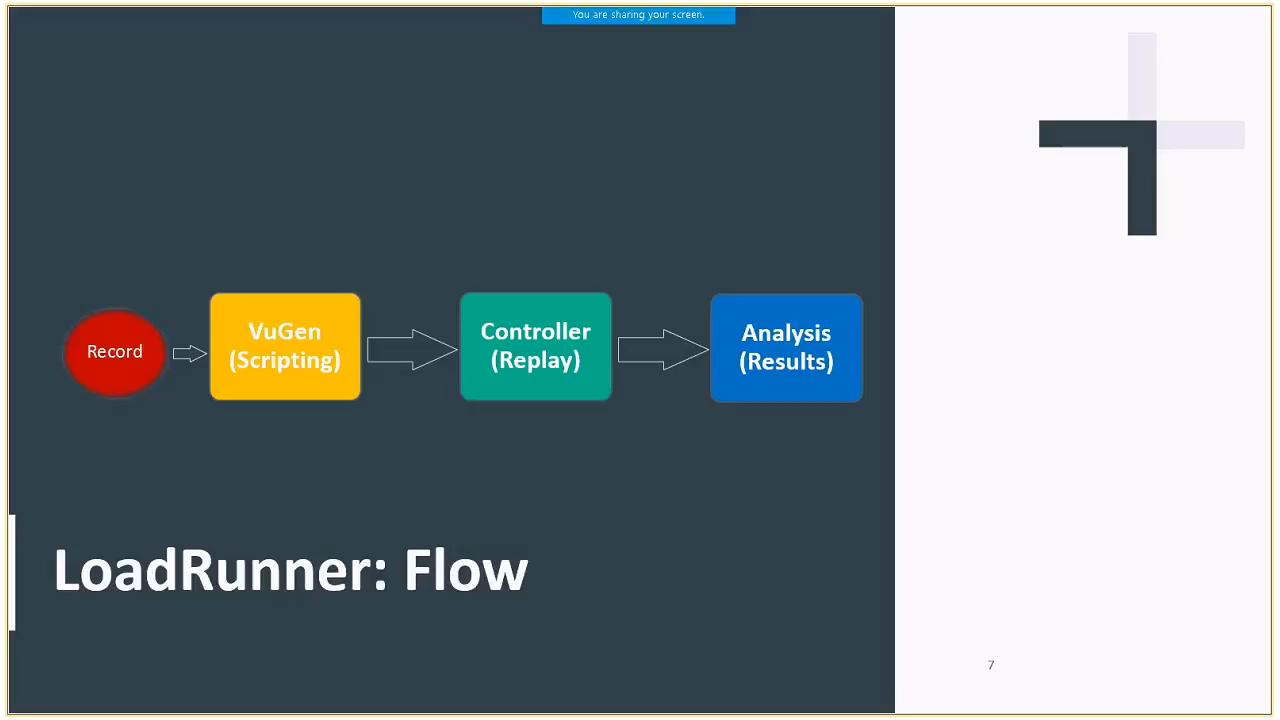 You are sharing your screen.
Record
VuGen
(Scripting)
Controller
(Replay)
Analysis
(Results)
LoadRunner: Flow
7